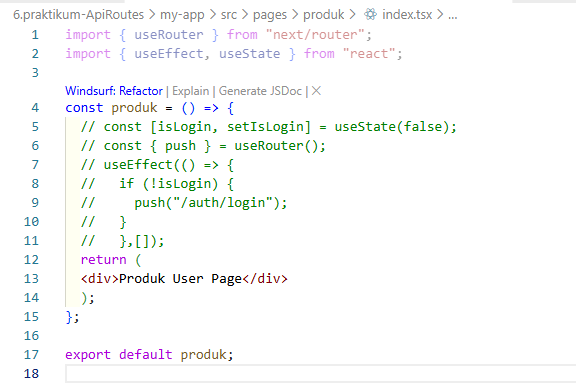 6.praktikum-ApiRoutes > my-app > src > pages > produk > index.tsx > ...
1 import { useRouter } from "next/router";
2 import { useEffect, useState } from "react";
3
Windsurf: Refactor | Explain | Generate JSDoc | X
4 const produk = () => {
5   // const [isLogin, setIsLogin] = useState(false);
6   // const { push } = useRouter();
7   // useEffect(() => {
8   //   if (!isLogin) {
9   //     push("/auth/login");
10   //   }
11   //   },[]);
12   return (
13   <div>Produk User Page</div>
14   );
15 };
16
17 export default produk;
18